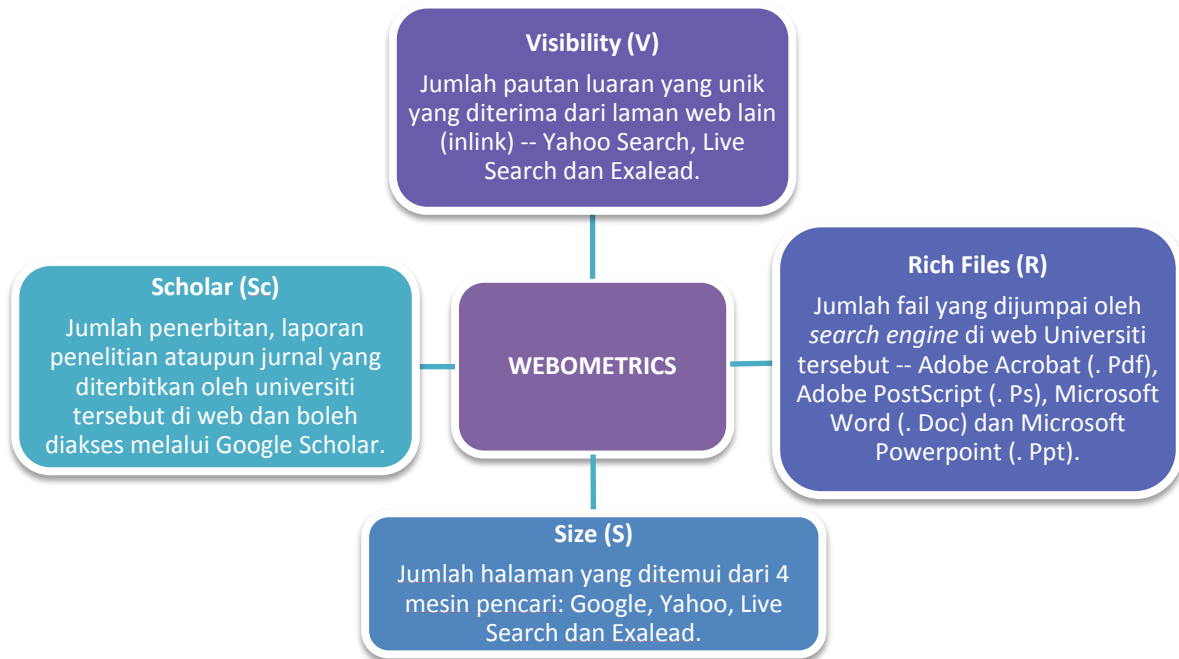 Visibility (V)
Jumlah pautan luaran yang unik
yang diterima dari laman web lain
(inlink) -- Yahoo Search, Live
Search dan Exalead.
Scholar (Sc)
Jumlah penerbitan, laporan
penelitian ataupun jurnal yang
diterbitkan oleh universiti
tersebut di web dan boleh
diakses melalui Google Scholar.
WEBOMETRICS
Rich Files (R)
Jumlah fail yang dijumpai oleh
search engine di web Universiti
tersebut -- Adobe Acrobat (. Pdf),
Adobe PostScript (. Ps), Microsoft
Word (. Doc) dan Microsoft
Powerpoint (. Ppt).
Size (S)
Jumlah halaman yang ditemui dari 4
mesin pencari: Google, Yahoo, Live
Search dan Exalead.